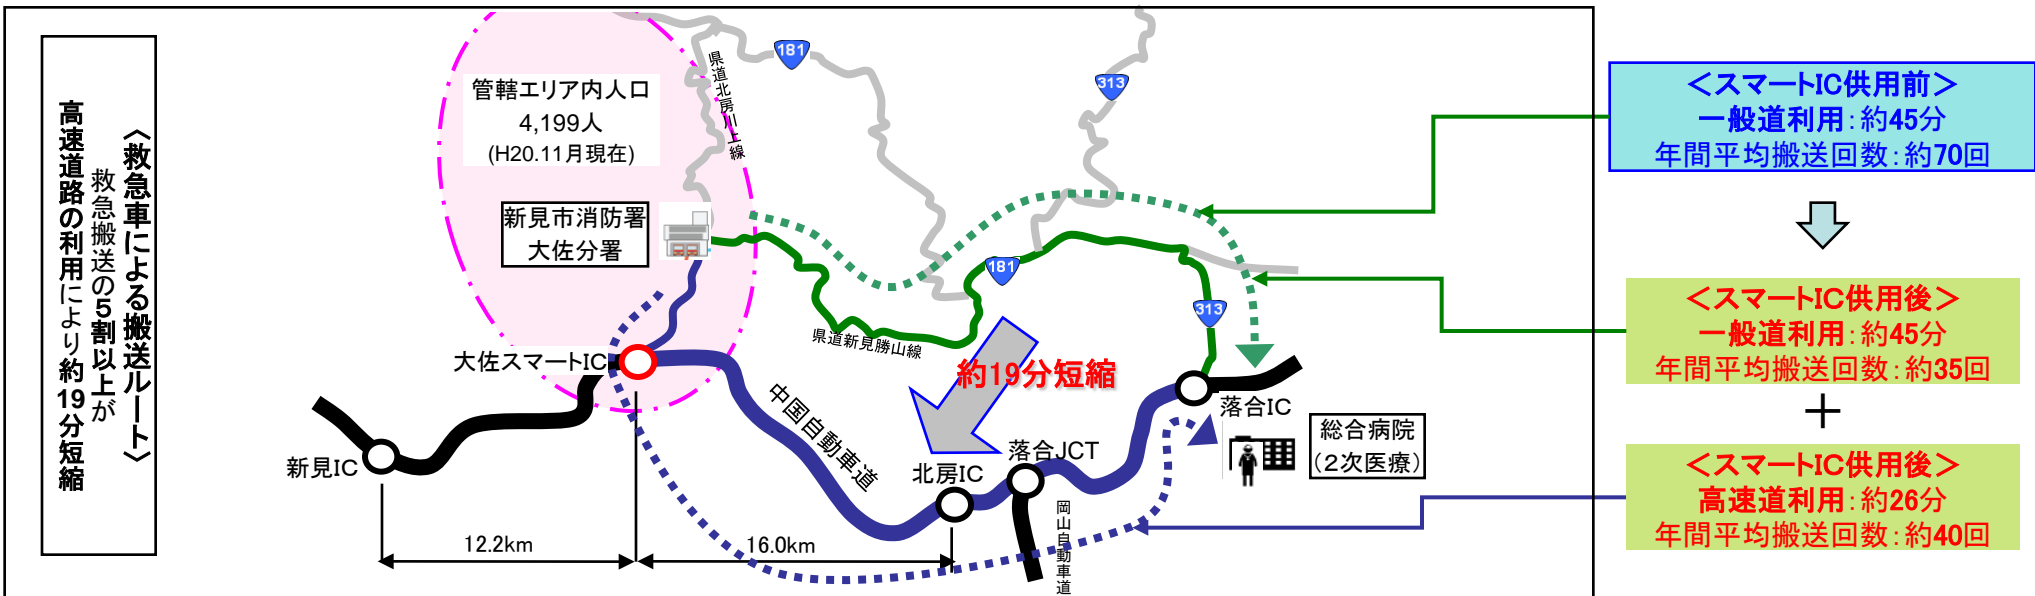 〈救急車による搬送ルート〉
救急搬送の5割以上が
高速道路の利用により約19分短縮
管轄エリア内人口
4,199人
(H20.11月現在)
県道北房川上線
181
313
新見市消防署
大佐分署
181
県道新見勝山線
313
大佐スマートIC
約19分短縮
中国自動車道
落合IC
総合病院
(2次医療)
新見IC
北房IC
落合JCT
岡山自動車道
12.2km
16.0km
＜スマートIC供用前＞
一般道利用：約45分
年間平均搬送回数：約70回
＜スマートIC供用後＞
一般道利用：約45分
年間平均搬送回数：約35回
＋
＜スマートIC供用後＞
高速道利用：約26分
年間平均搬送回数：約40回